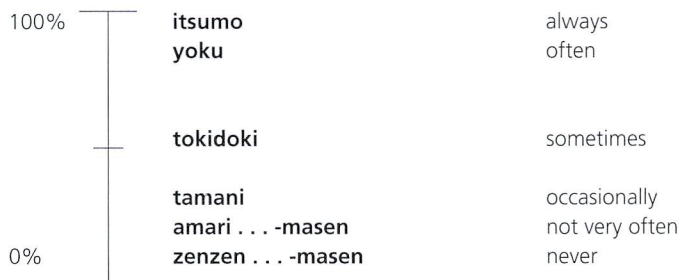 100% itsumo always
yoku often
tokidoki sometimes
tamani occasionally
amari . . . -masen not very often
0% zenzen . . . -masen never